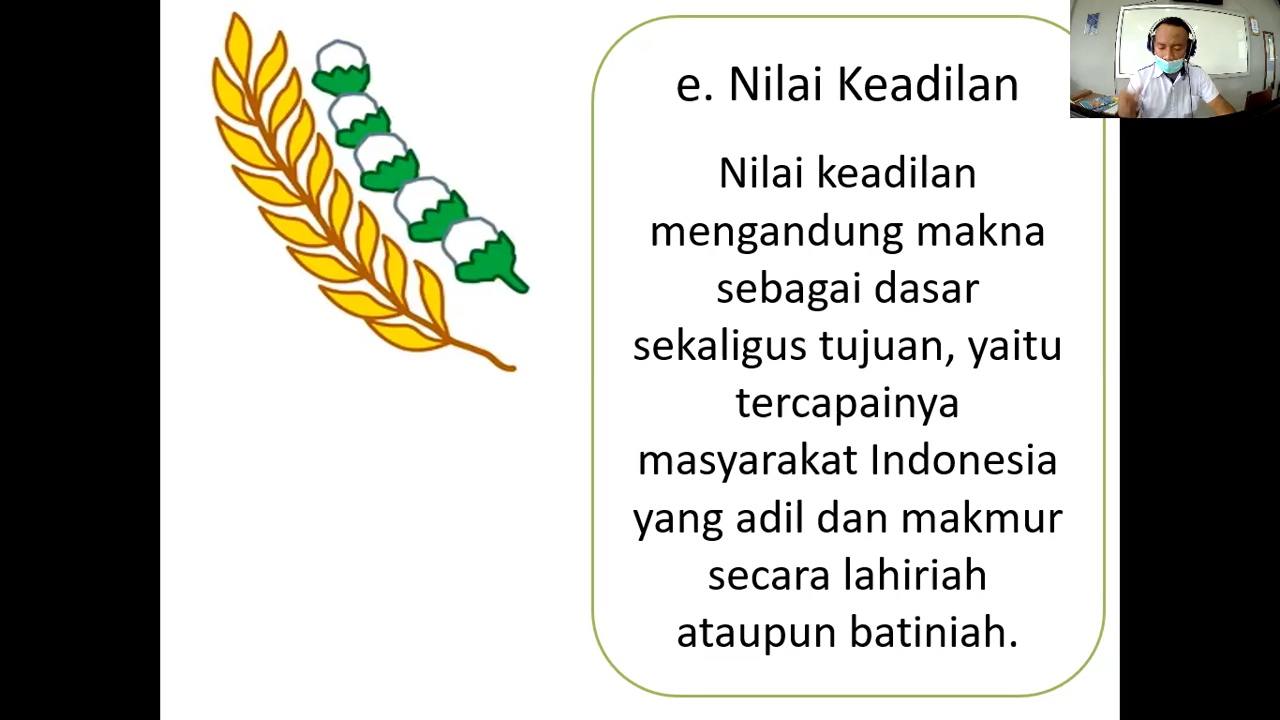 e. Nilai Keadilan
Nilai keadilan
mengandung makna
sebagai dasar
sekaligus tujuan, yaitu
tercapainya
masyarakat Indonesia
yang adil dan makmur
secara lahiriah
ataupun batiniah.